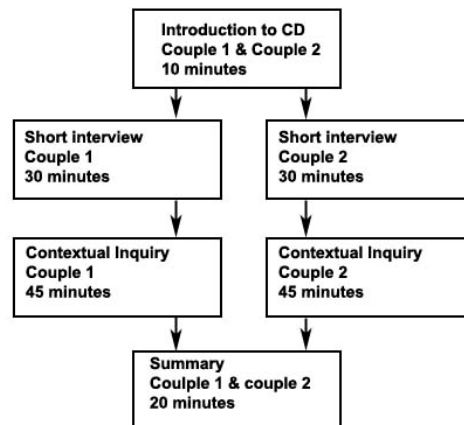 Introduction to CD
Couple 1 & Couple 2
10 minutes
Short interview
Couple 1
30 minutes
Short interview
Couple 2
30 minutes
Contextual Inquiry
Couple 1
45 minutes
Contextual Inquiry
Couple 2
45 minutes
Summary
Coulple 1 & couple 2
20 minutes